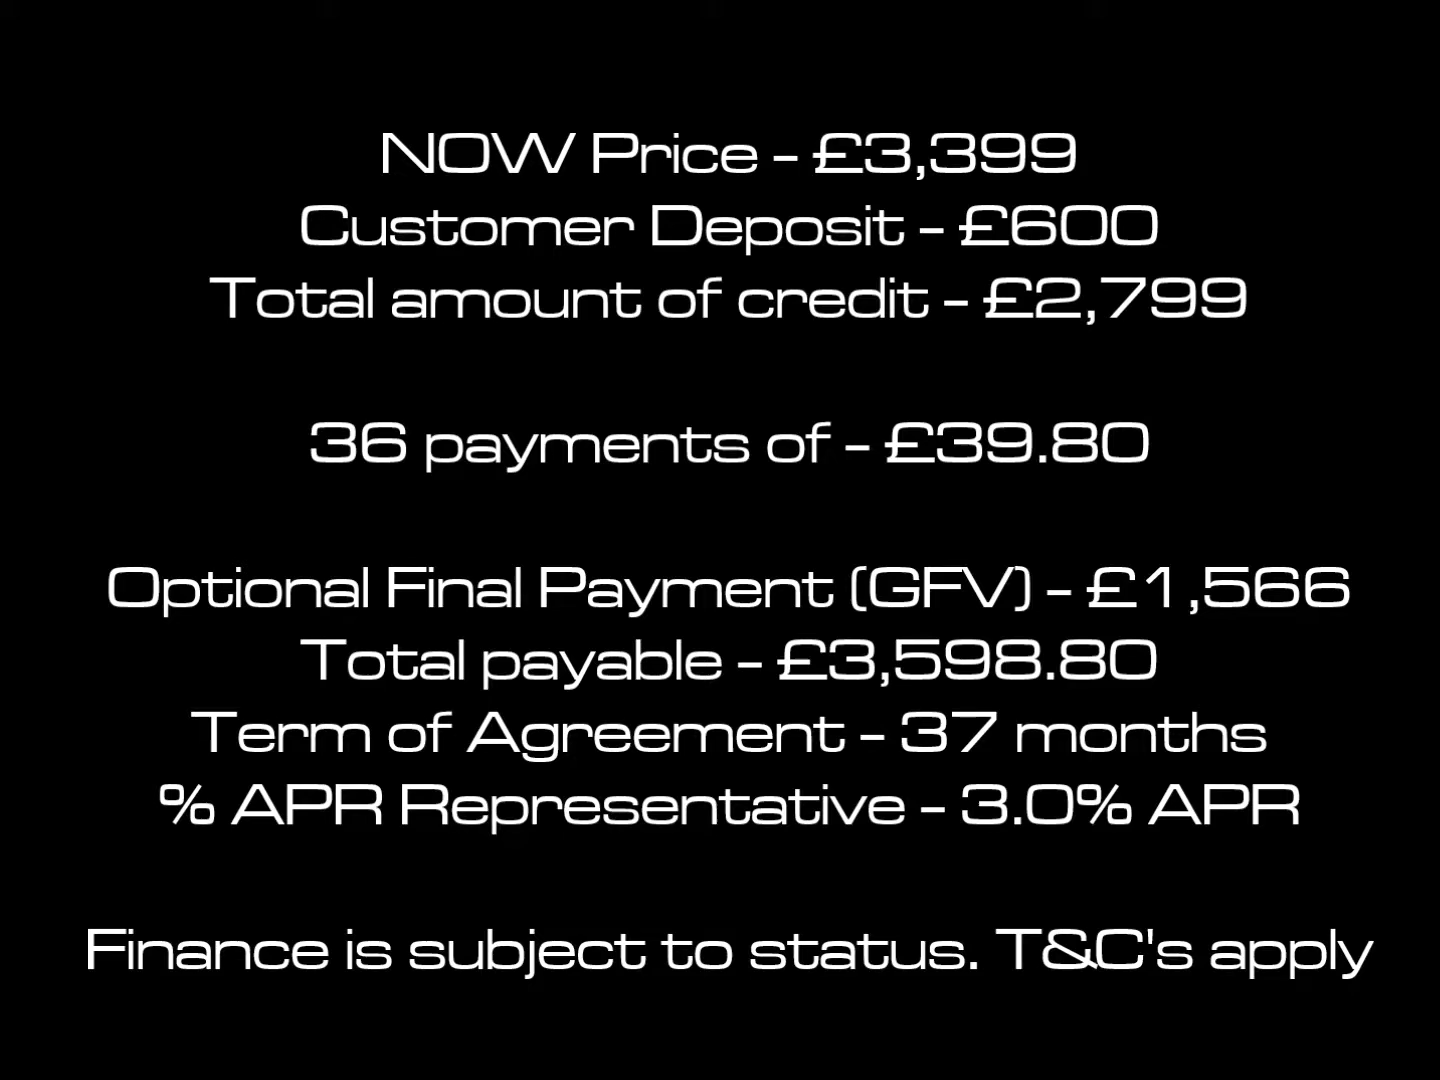 NOW Price - £3,399
Customer Deposit - £600
Total amount of credit - £2,799
36 payments of - £39.80
Optional Final Payment (GFV) - £1,566
Total payable - £3,598.80
Term of Agreement - 37 months
% APR Representative - 3.0% APR
Finance is subject to status. T&C's apply